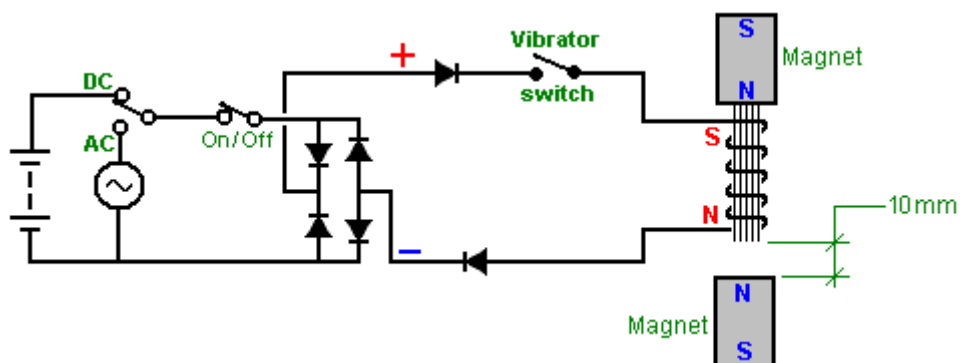 S
Magnet
N
+
Vibrator
switch
DC
On/Off
AC
S
N
10mm
–
N
Magnet
S